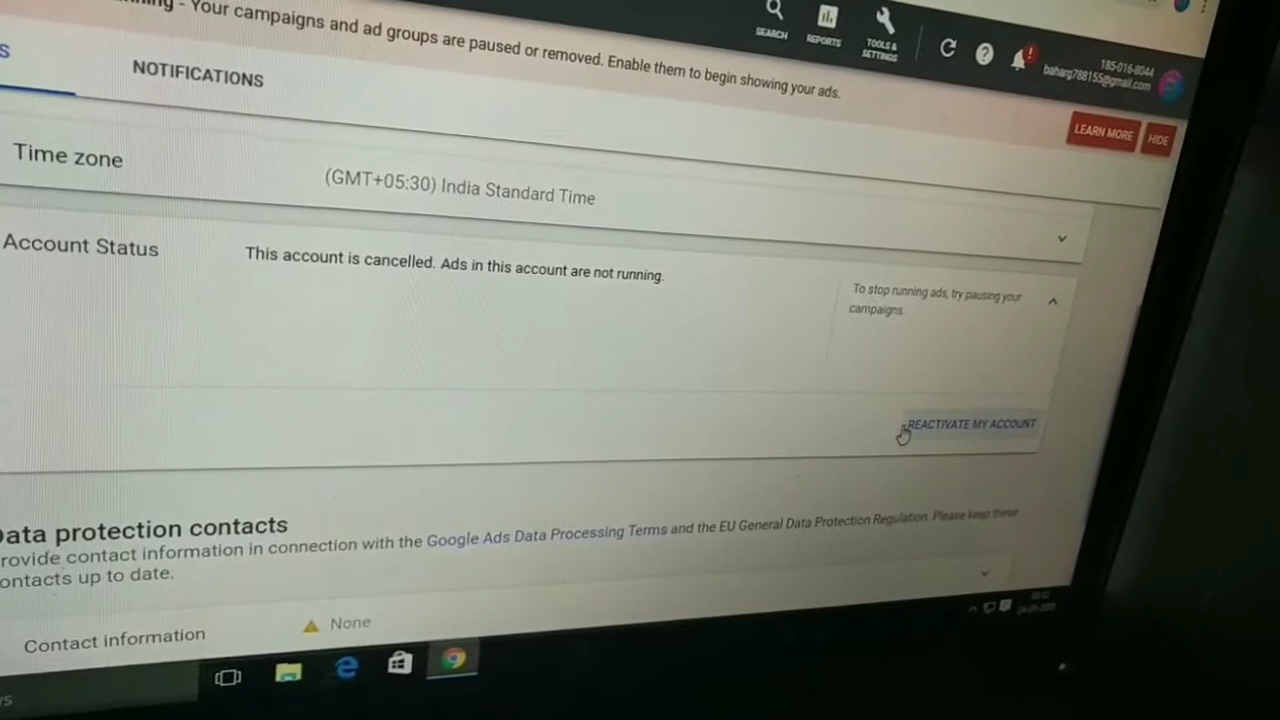 - Your campaigns and ad groups are paused or removed. Enable them to begin showing your ads.
SEARCH
REPORTS
TOOLS &
SETTINGS
185-016-8044
bsharg788155@gmail.com
LEARN MORE
HIDE
NOTIFICATIONS
Time zone
(GMT+05:30) India Standard Time
Account Status
This account is cancelled. Ads in this account are not running.
To stop running ads, try pausing your
campaigns.
REACTIVATE MY ACCOUNT
Data protection contacts
rovide contact information in connection with the Google Ads Data Processing Terms and the EU General Data Protection Regulation. Please keep these
ontacts up to date.
Contact information
None